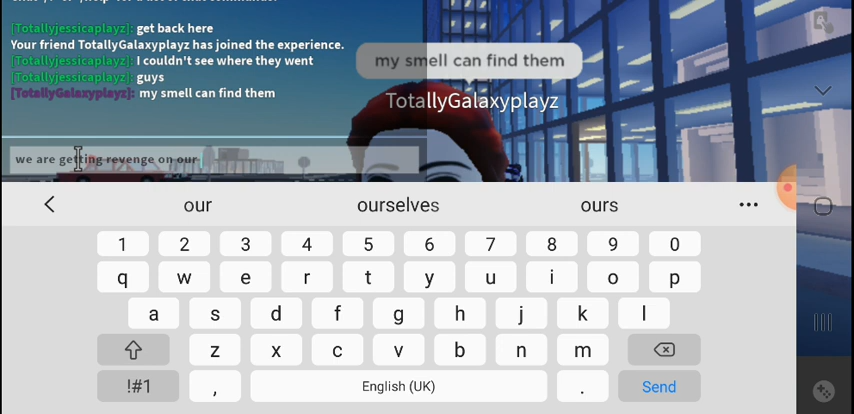 [Totallyjessicaplayz]: get back here
Your friend TotallyGalaxyplayz has joined the experience.
[Totallyjessicaplayz]: I couldn't see where they went
[Totallyjessicaplayz]: guys
[TotallyGalaxyplayz]: my smell can find them
my smell can find them
TotallyGalaxyplayz
we are getting revenge on our
our ourselves ours
1 2 3 4 5 6 7 8 9 0
q w e r t y u i o p
a s d f g h j k l
z x c v b n m
!#1 , English (UK) . Send